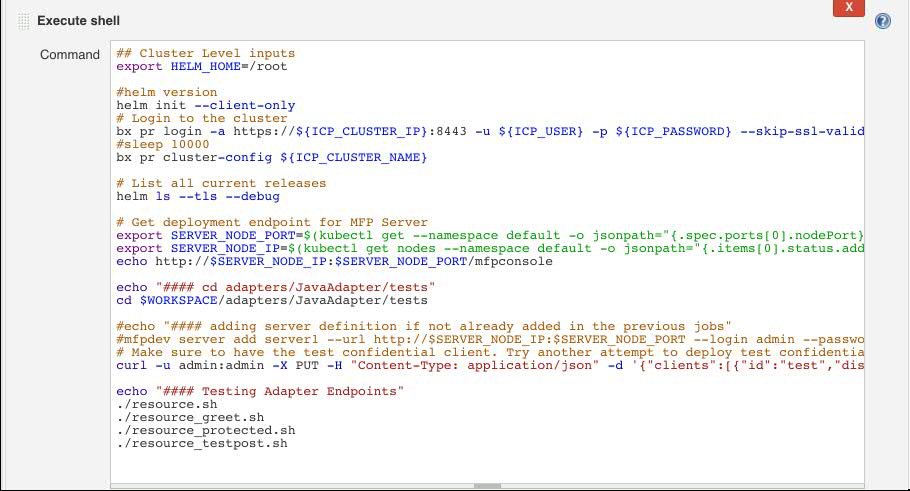 X
Execute shell
?
Command
## Cluster Level inputs
export HELM_HOME=/root
#helm version
helm init --client-only
# Login to the cluster
bx pr login -a https://${ICP_CLUSTER_IP}:8443 -u ${ICP_USER} -p ${ICP_PASSWORD} --skip-ssl-valid
#sleep 10000
bx pr cluster-config ${ICP_CLUSTER_NAME}
# List all current releases
helm ls --tls --debug
# Get deployment endpoint for MFP Server
export SERVER_NODE_PORT=$(kubectl get --namespace default -o jsonpath="{.spec.ports[0].nodePort}
export SERVER_NODE_IP=$(kubectl get nodes --namespace default -o jsonpath="{.items[0].status.add
echo http://$SERVER_NODE_IP:$SERVER_NODE_PORT/mfpconsole
echo "#### cd adapters/JavaAdapter/tests"
cd $WORKSPACE/adapters/JavaAdapter/tests
#echo "#### adding server definition if not already added in the previous jobs"
#mfpdev server add server1 --url http://$SERVER_NODE_IP:$SERVER_NODE_PORT --login admin --passwo
# Make sure to have the test confidential client. Try another attempt to deploy test confidentia
curl -u admin:admin -X PUT -H "Content-Type: application/json" -d '{"clients":[{"id":"test","dis
echo "#### Testing Adapter Endpoints"
./resource.sh
./resource_greet.sh
./resource_protected.sh
./resource_testpost.sh